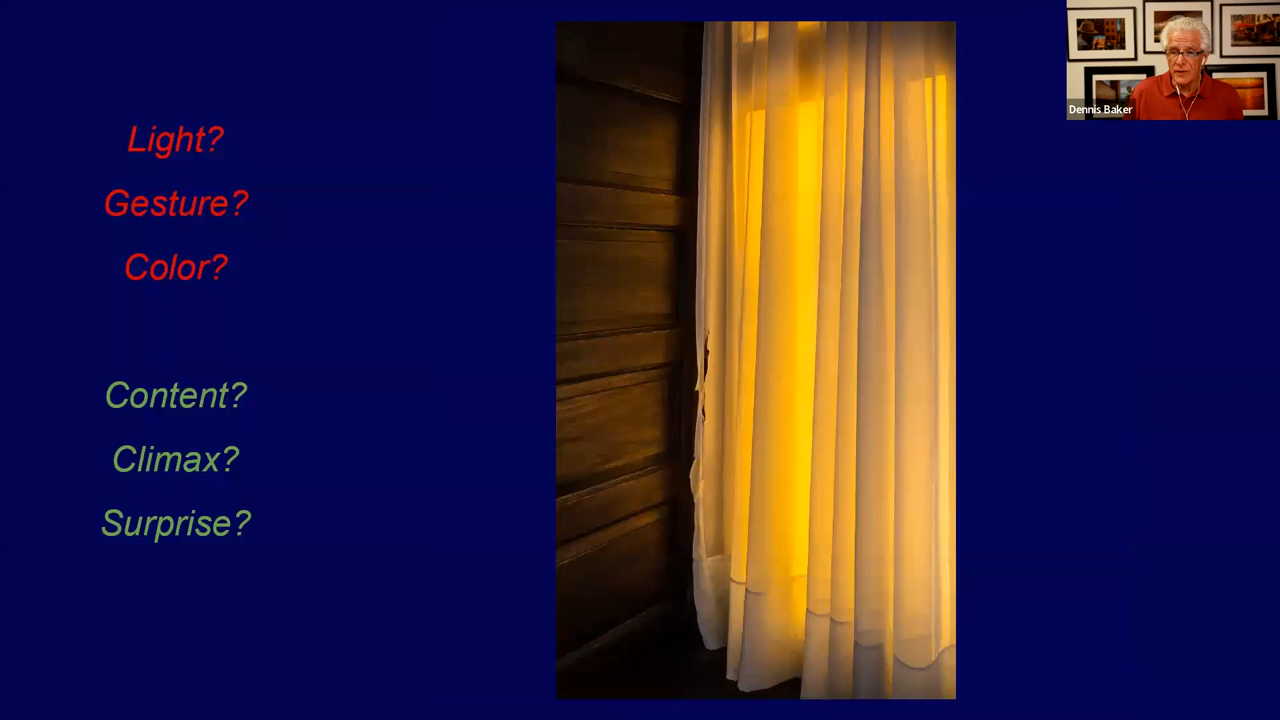 Light?
Gesture?
Color?
Content?
Climax?
Surprise?
Dennis Baker